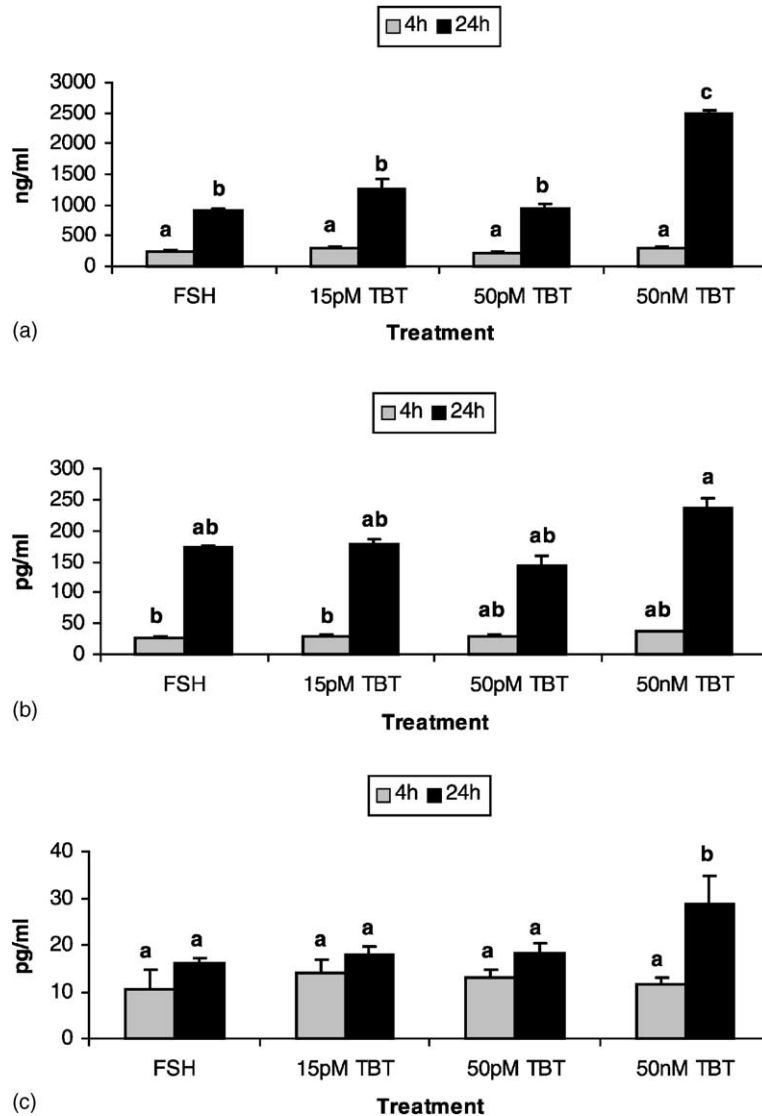 4h 24h
3000
2500
2000
1500
1000
500
0
ng/ml
a b a b a b a c
FSH 15pM TBT 50pM TBT 50nM TBT
Treatment
(a)
4h 24h
300
250
200
150
100
50
0
pg/ml
b ab b ab ab ab ab a
FSH 15pM TBT 50pM TBT 50nM TBT
Treatment
(b)
4h 24h
40
30
20
10
0
pg/ml
a a a a a a a b
FSH 15pM TBT 50pM TBT 50nM TBT
Treatment
(c)